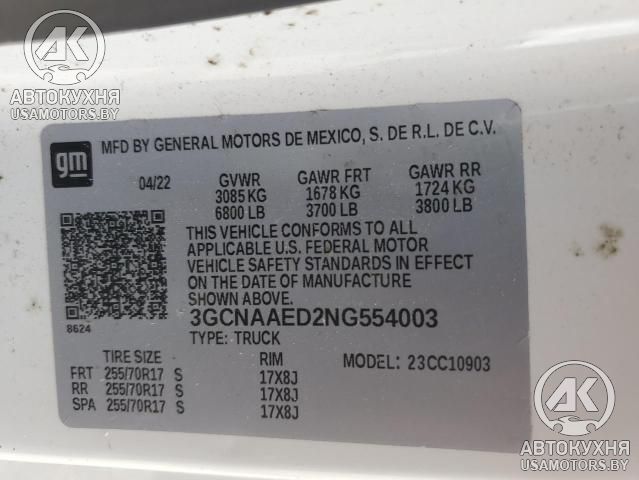 AK
АВТОКУХНЯ
USAMOTORS.BY
gm
MFD BY GENERAL MOTORS DE MEXICO, S. DE R.L. DE C.V.
04/22 GVWR GAWR FRT GAWR RR
3085 KG 1678 KG 1724 KG
6800 LB 3700 LB 3800 LB
THIS VEHICLE CONFORMS TO ALL
APPLICABLE U.S. FEDERAL MOTOR
VEHICLE SAFETY STANDARDS IN EFFECT
ON THE DATE OF MANUFACTURE
SHOWN ABOVE.
8624
3GCNAAED2NG554003
TYPE: TRUCK
TIRE SIZE RIM MODEL: 23CC10903
FRT 255/70R17 S 17X8J
RR 255/70R17 S 17X8J
SPA 255/70R17 S 17X8J
AK
АВТОКУХНЯ
USAMOTORS.BY